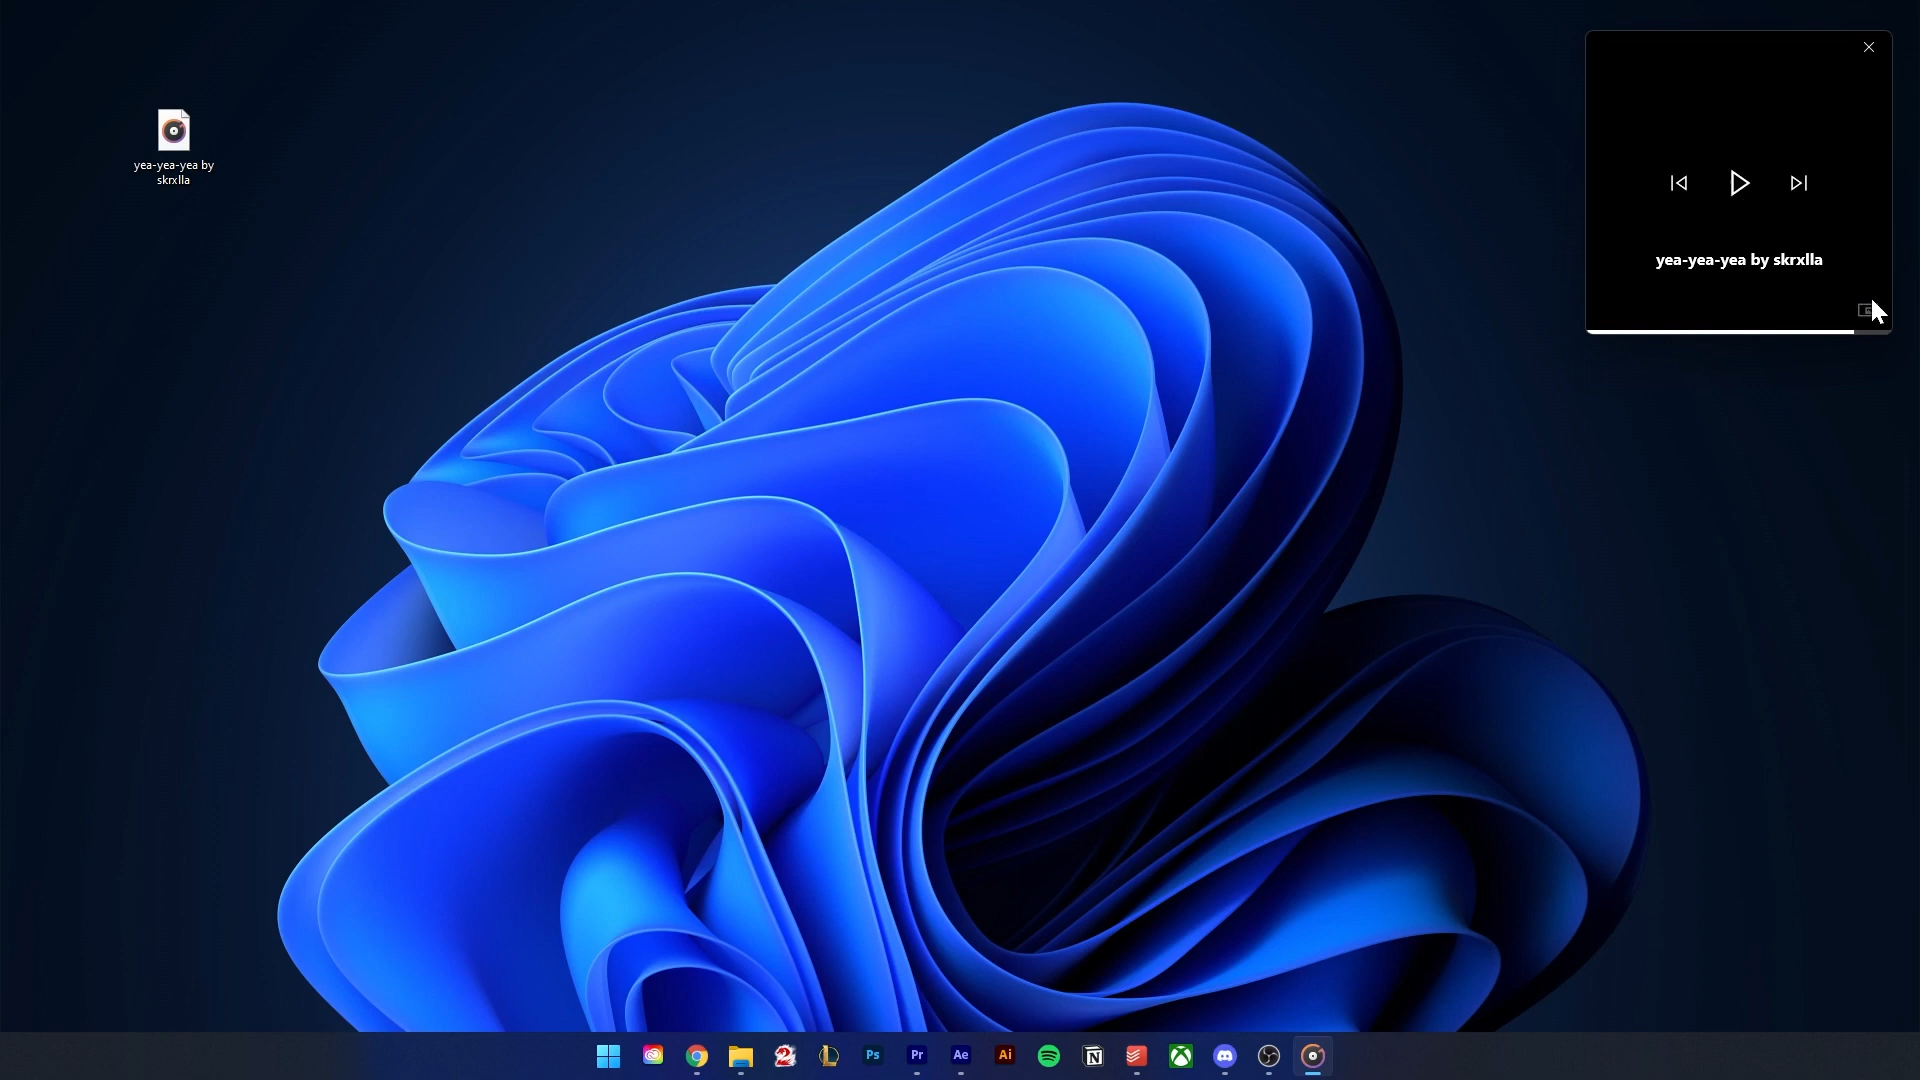 yea-yea-yea by
skrxlla
yea-yea-yea by skrxlla
Ps
Pr
Ae
Ai